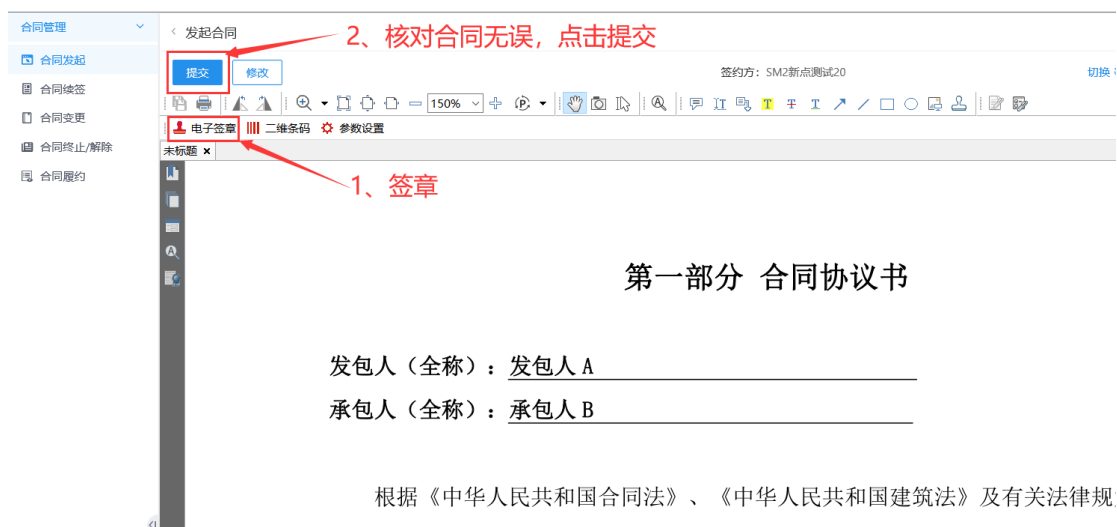 合同管理
发起合同
2、核对合同无误，点击提交
合同发起
提交
修改
签约方：SM2新点测试20
切换
合同续签
150%
合同变更
电子签章
二维条码
参数设置
合同终止/解除
未标题
合同履约
1、签章
第一部分 合同协议书
发包人（全称）：发包人 A
承包人（全称）：承包人 B
根据《中华人民共和国合同法》、《中华人民共和国建筑法》及有关法律规